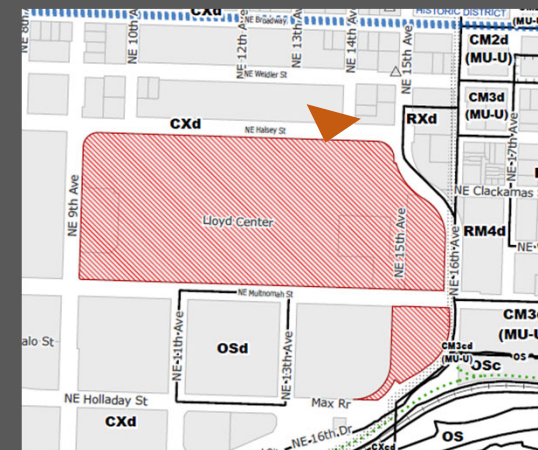 CXd
HISTORIC DISTRICT
NE Broadway
NE 10th Ave
NE 12th Ave
NE 13th Ave
NE 14th Ave
NE 15th Ave
CM2d
(MU-U)
(MU-U)
NE Weidler St
CM3d
(MU-U)
NE 17th Ave
CXd
NE Halsey St
RXd
NE Clackamas
NE 9th Ave
Lloyd Center
NE 15th Ave
RM4d
NE 16th Ave
NE Multnomah St
NE 11th Ave
NE 13th Ave
OSd
alo St
CM3cd
(MU-U)
OSc
OS
(MU-U)
NE Holladay St
CXd
Max Rr
NE 16th Dr
OS
CXcd